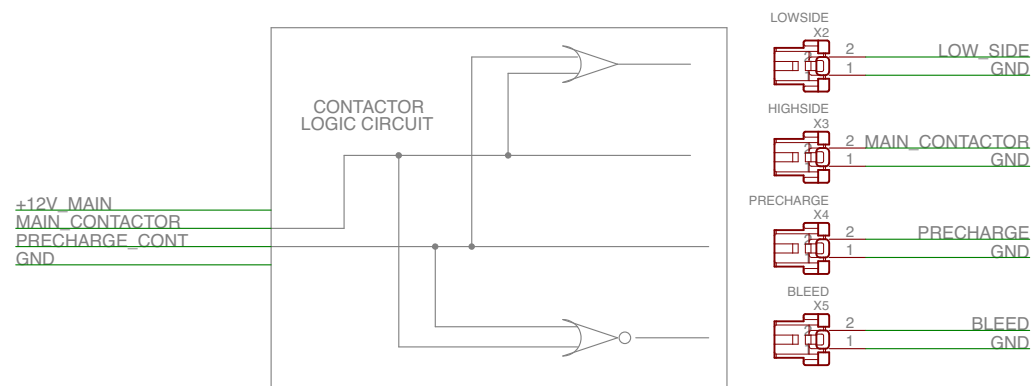 CONTACTOR
LOGIC CIRCUIT
+12V_MAIN
MAIN_CONTACTOR
PRECHARGE_CONT
GND
LOWSIDE
X2
2
LOW_SIDE
1
GND
HIGHSIDE
X3
2
MAIN_CONTACTOR
1
GND
PRECHARGE
X4
2
PRECHARGE
1
GND
BLEED
X5
2
BLEED
1
GND